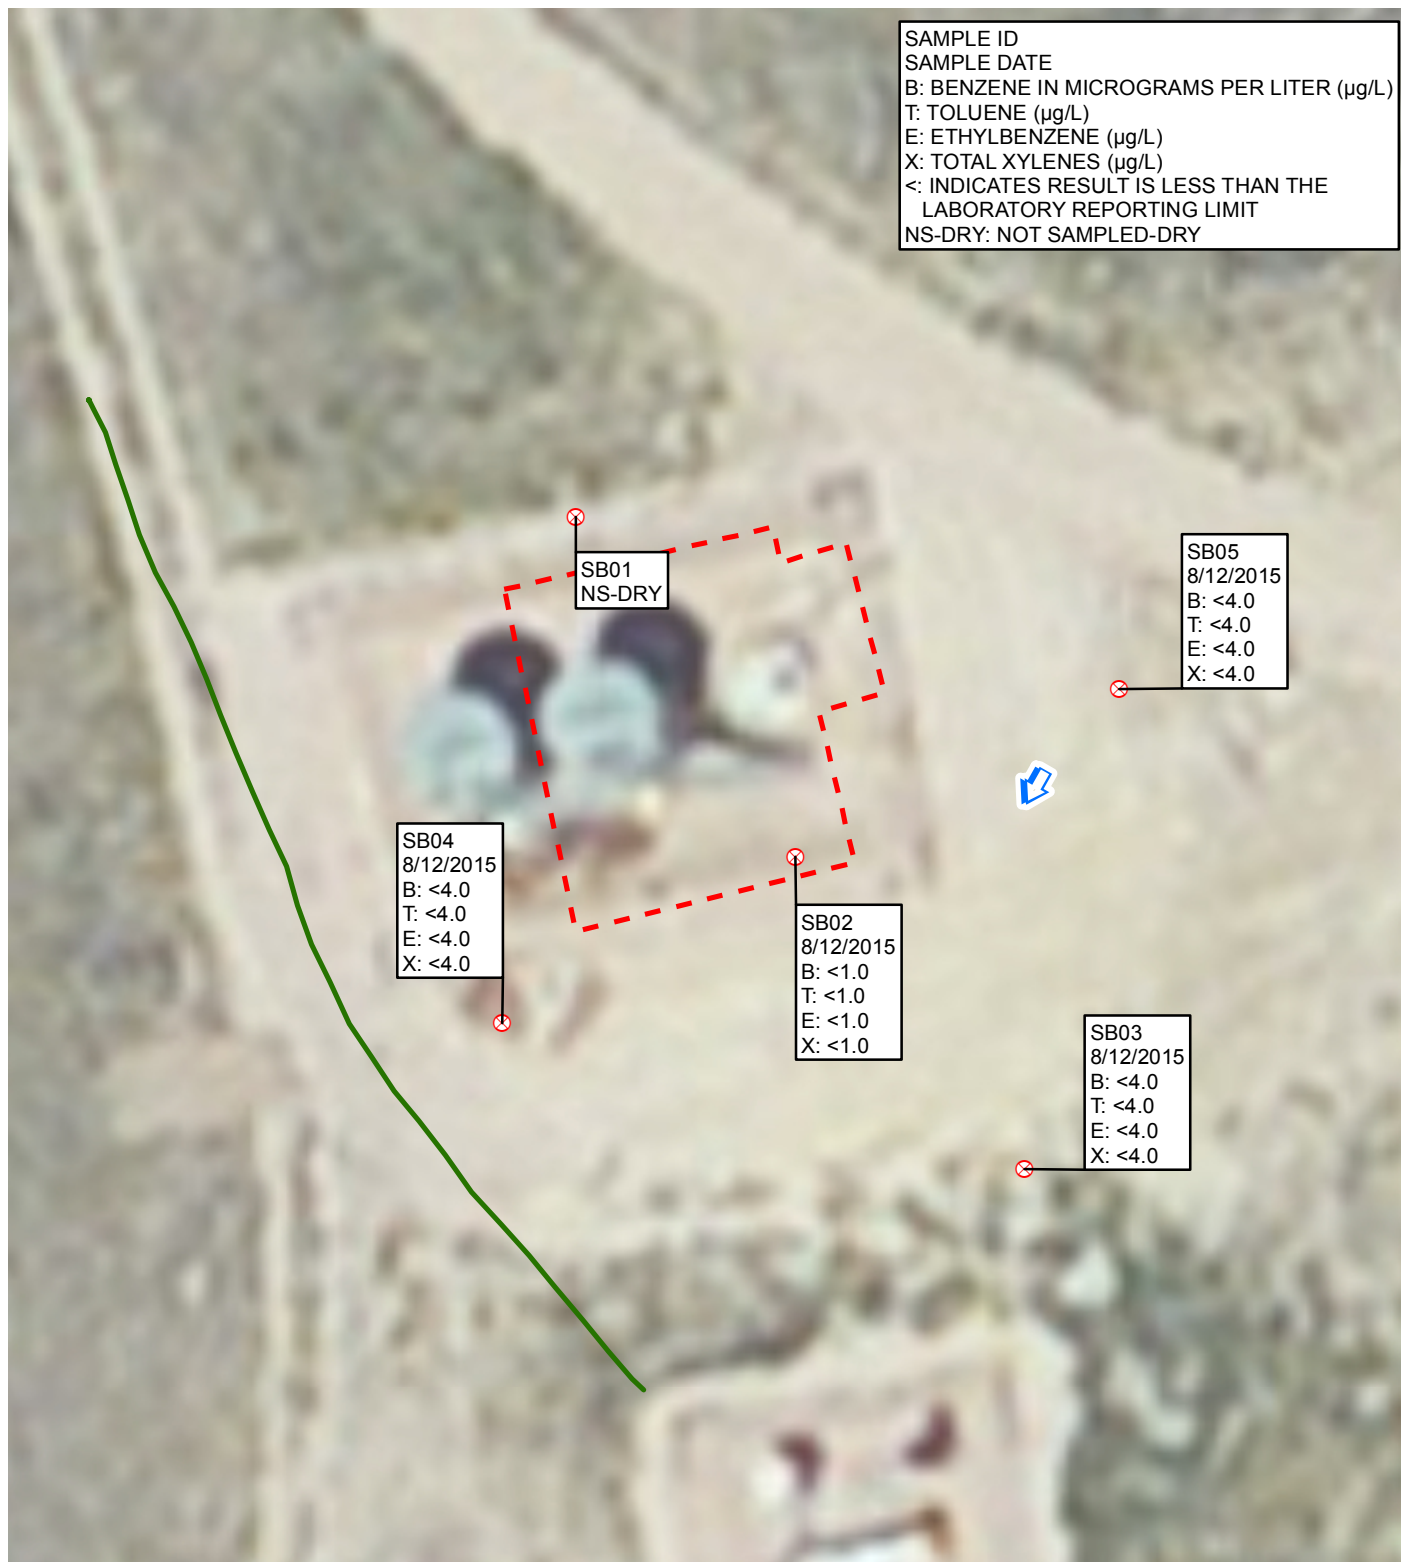 SAMPLE ID
SAMPLE DATE
B: BENZENE IN MICROGRAMS PER LITER (µg/L)
T: TOLUENE (µg/L)
E: ETHYLBENZENE (µg/L)
X: TOTAL XYLENES (µg/L)
<: INDICATES RESULT IS LESS THAN THE
LABORATORY REPORTING LIMIT
NS-DRY: NOT SAMPLED-DRY
SB01
NS-DRY
SB05
8/12/2015
B: <4.0
T: <4.0
E: <4.0
X: <4.0
SB04
8/12/2015
B: <4.0
T: <4.0
E: <4.0
X: <4.0
SB02
8/12/2015
B: <1.0
T: <1.0
E: <1.0
X: <1.0
SB03
8/12/2015
B: <4.0
T: <4.0
E: <4.0
X: <4.0